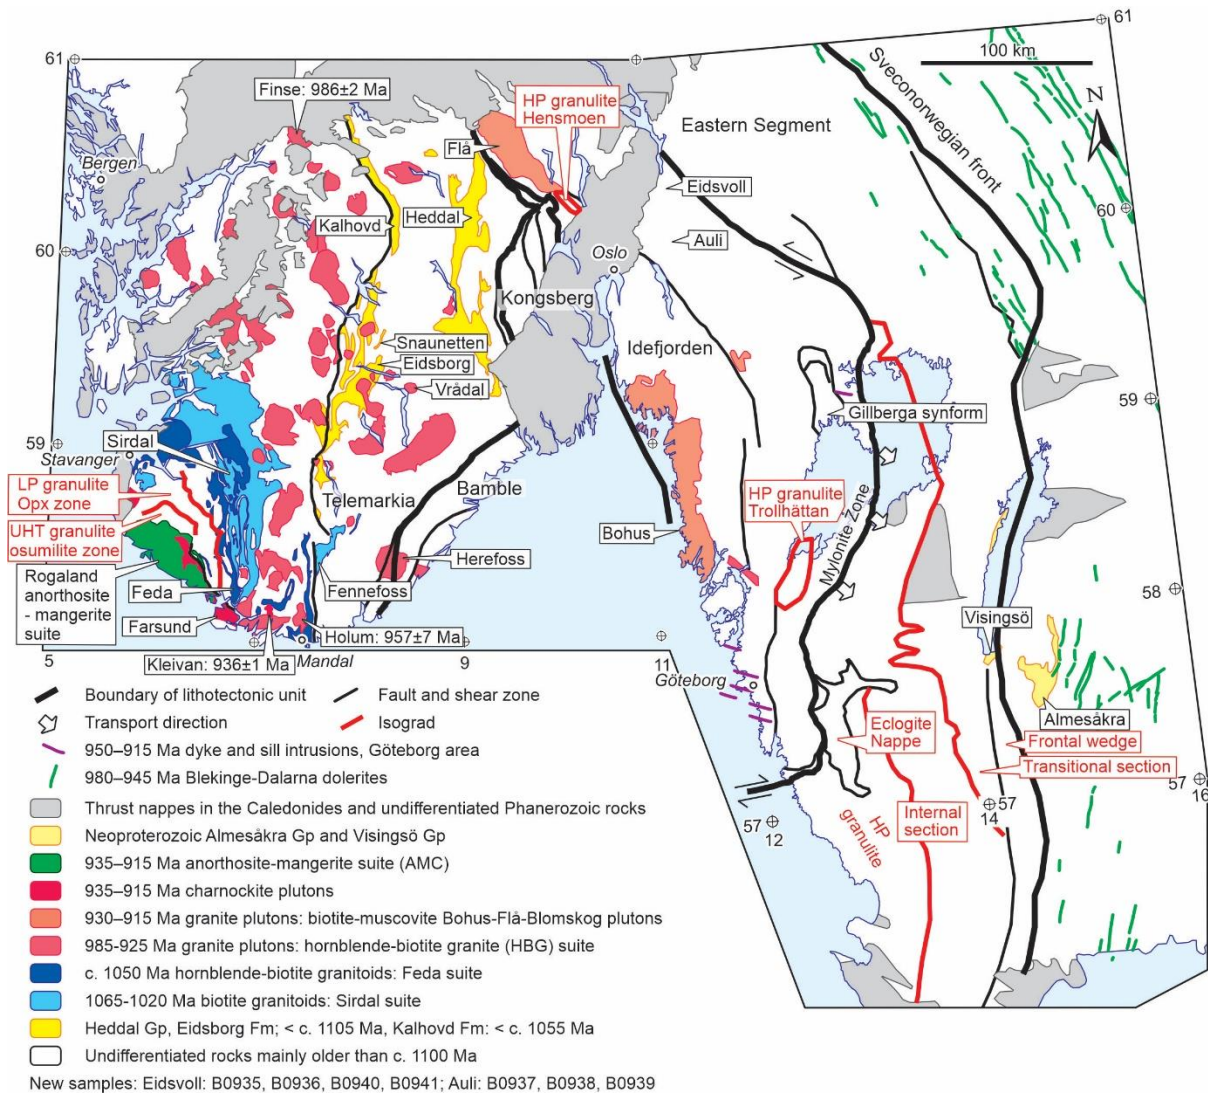 61
61
100 km
Sveconorwegian front
N
Finse: 986±2 Ma
HP granulite
Hensmoen
Eastern Segment
Bergen
Flå
Eidsvoll
Kalhovd
Heddal
60
60
Auli
Oslo
Kongsberg
Idefjorden
Snaunetten
Eidsborg
Vrådal
59
59
Gillberga synform
Sirdal
Stavanger
LP granulite
Opx zone
UHT granulite
osumilite zone
Telemarkia
Bamble
HP granulite
Trollhättan
Mylonite Zone
Bohus
Rogaland
anorthosite
- mangerite
suite
Feda
Fennefoss
Herefoss
58
Visingsö
Farsund
Holum: 957±7 Ma
Kleivan: 936±1 Ma
Mandal
5
9
11
Göteborg
Almesåkra
Eclogite
Nappe
Frontal wedge
Transitional section
57
16
HP
granulite
Internal
section
57
14
57
12
Boundary of lithotectonic unit
Fault and shear zone
Transport direction
Isograd
950–915 Ma dyke and sill intrusions, Göteborg area
980–945 Ma Blekinge-Dalarna dolerites
Thrust nappes in the Caledonides and undifferentiated Phanerozoic rocks
Neoproterozoic Almesåkra Gp and Visingsö Gp
935–915 Ma anorthosite-mangerite suite (AMC)
935–915 Ma charnockite plutons
930–915 Ma granite plutons: biotite-muscovite Bohus-Flå-Blomskog plutons
985-925 Ma granite plutons: hornblende-biotite granite (HBG) suite
c. 1050 Ma hornblende-biotite granitoids: Feda suite
1065-1020 Ma biotite granitoids: Sirdal suite
Heddal Gp, Eidsborg Fm; < c. 1105 Ma, Kalhovd Fm: < c. 1055 Ma
Undifferentiated rocks mainly older than c. 1100 Ma
New samples: Eidsvoll: B0935, B0936, B0940, B0941; Auli: B0937, B0938, B0939